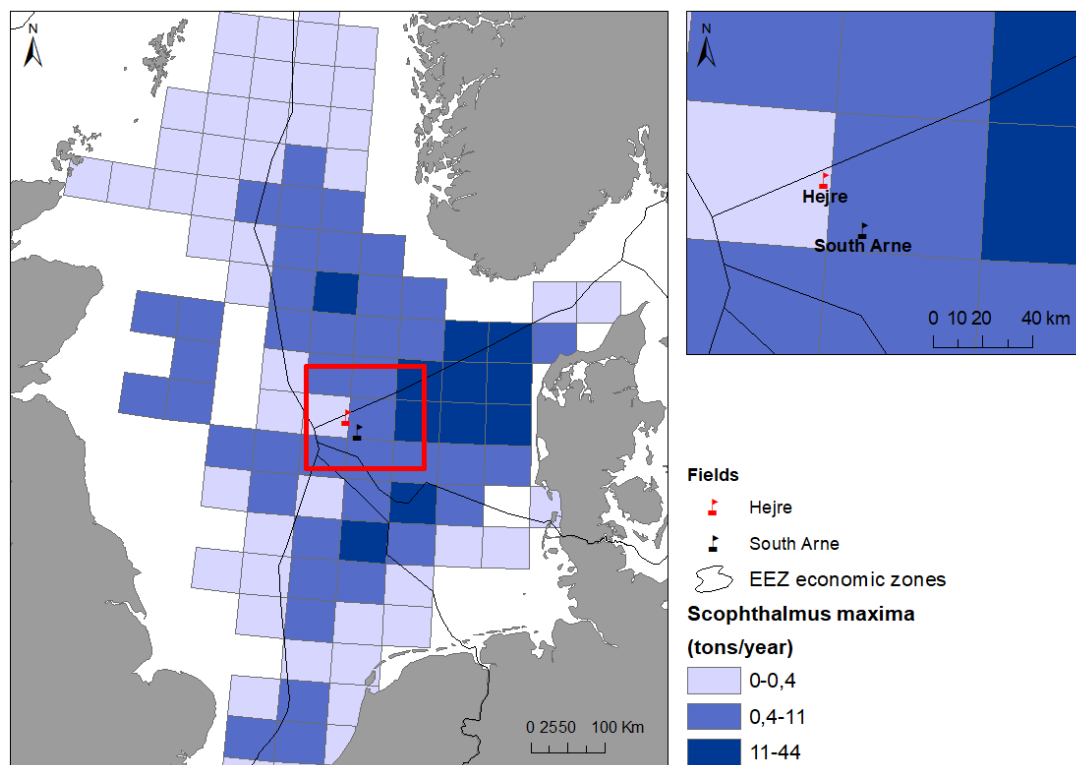 N
0 2550 100 Km
N
Hejre
South Arne
0 10 20 40 km
Fields
Hejre
South Arne
EEZ economic zones
Scophthalmus maxima
(tons/year)
0-0,4
0,4-11
11-44